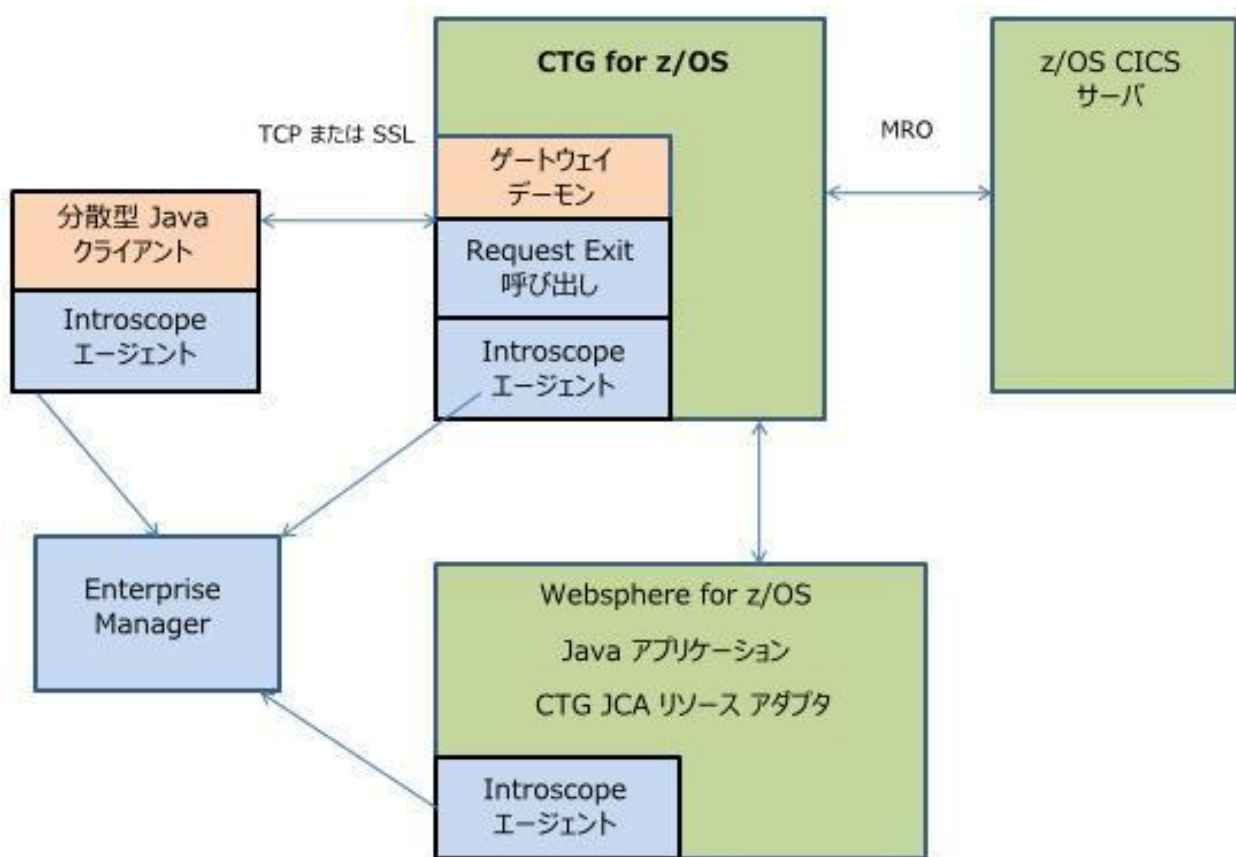 CTG for z/OS
z/OS CICS
サーバ
TCP または SSL
MRO
ゲートウェイ
デーモン
分散型 Java
クライアント
Request Exit
呼び出し
Introscope
エージェント
Introscope
エージェント
Enterprise
Manager
Websphere for z/OS
Java アプリケーション
CTG JCA リソース アダプタ
Introscope
エージェント